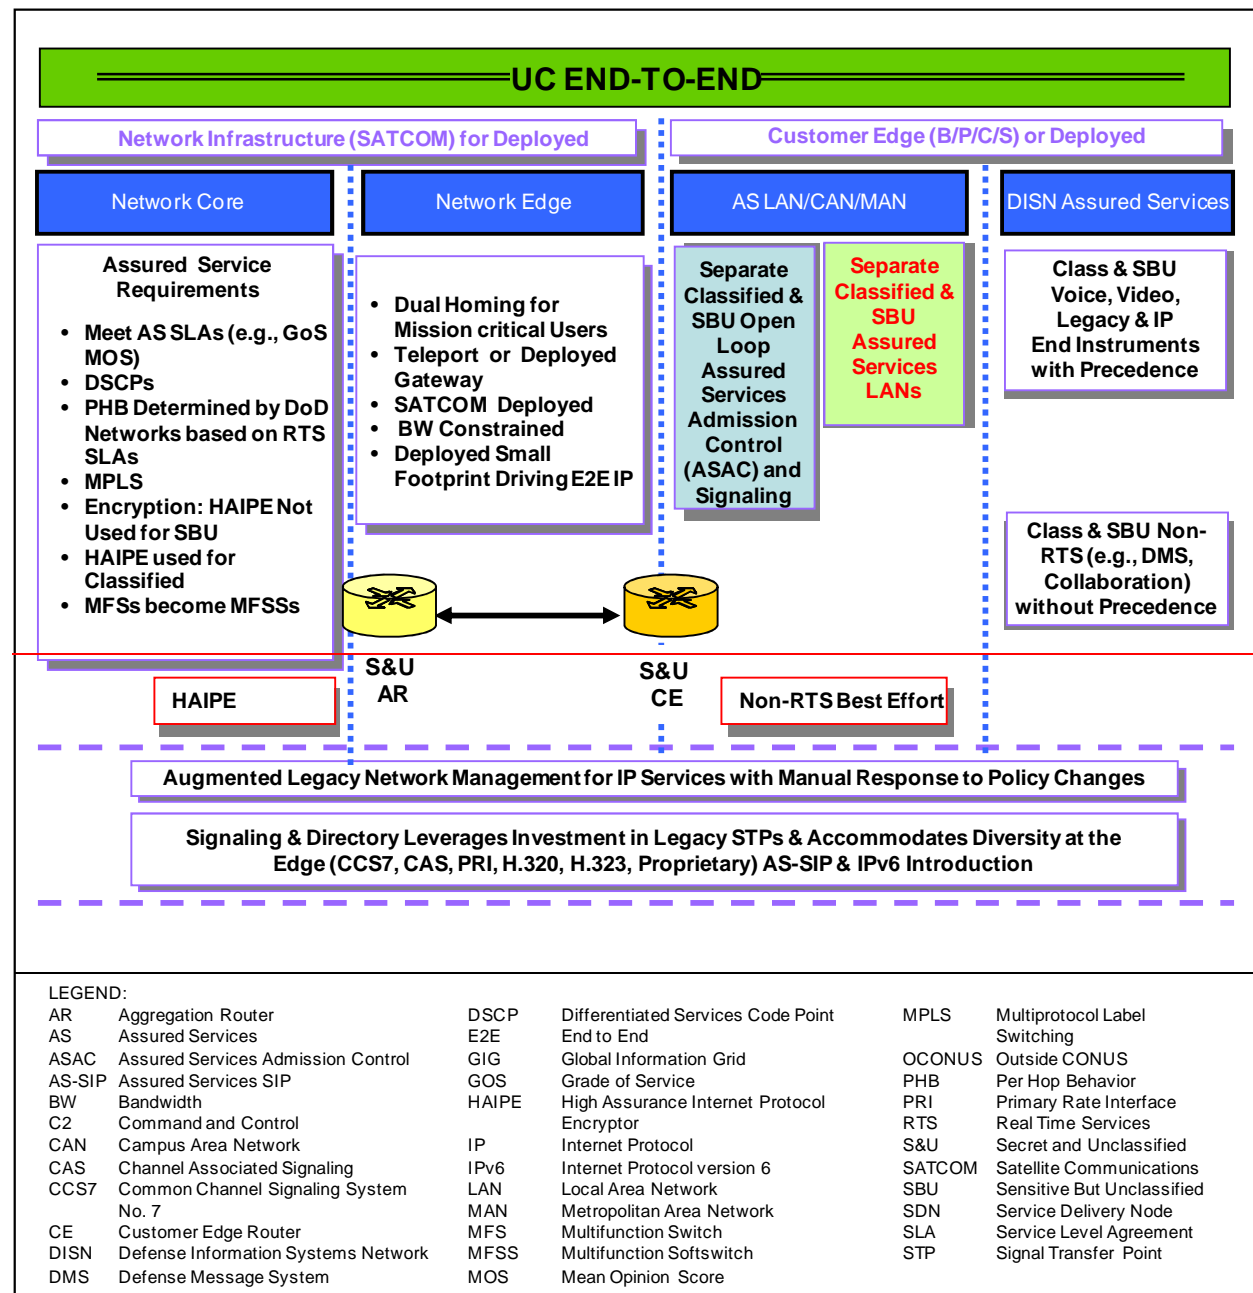 UC END-TO-END
Network Infrastructure (SATCOM) for Deployed
Customer Edge (B/P/C/S) or Deployed
Network Core
Network Edge
AS LAN/CAN/MAN
DISN Assured Services
Assured Service
Requirements
• Meet AS SLAs (e.g., GoS
MOS)
• DSCPs
• PHB Determined by DoD
Networks based on RTS
SLAs
• MPLS
• Encryption: HAIPE Not
Used for SBU
• HAIPE used for
Classified
• MFSs become MFSSs
• Dual Homing for
Mission critical Users
• Teleport or Deployed
Gateway
• SATCOM Deployed
• BW Constrained
• Deployed Small
Footprint Driving E2E IP
Separate
Classified &
SBU Open
Loop
Assured
Services
Admission
Control
(ASAC) and
Signaling
Separate
Classified &
SBU
Assured
Services
LANs
Class & SBU
Voice, Video,
Legacy & IP
End Instruments
with Precedence
Class & SBU Non-
RTS (e.g., DMS,
Collaboration)
without Precedence
S&U
AR
S&U
CE
HAIPE
Non-RTS Best Effort
Augmented Legacy Network Management for IP Services with Manual Response to Policy Changes
Signaling & Directory Leverages Investment in Legacy STPs & Accommodates Diversity at the
Edge (CCS7, CAS, PRI, H.320, H.323, Proprietary) AS-SIP & IPv6 Introduction
LEGEND:
AR Aggregation Router
AS Assured Services
ASAC Assured Services Admission Control
AS-SIP Assured Services SIP
BW Bandwidth
C2 Command and Control
CAN Campus Area Network
CAS Channel Associated Signaling
CCS7 Common Channel Signaling System
No. 7
CE Customer Edge Router
DISN Defense Information Systems Network
DMS Defense Message System
DSCP Differentiated Services Code Point
E2E End to End
GIG Global Information Grid
GOS Grade of Service
HAIPE High Assurance Internet Protocol
Encryptor
IP Internet Protocol
IPv6 Internet Protocol version 6
LAN Local Area Network
MAN Metropolitan Area Network
MFS Multifunction Switch
MFSS Multifunction Softswitch
MOS Mean Opinion Score
MPLS Multiprotocol Label
Switching
OCONUS Outside CONUS
PHB Per Hop Behavior
PRI Primary Rate Interface
RTS Real Time Services
S&U Secret and Unclassified
SATCOM Satellite Communications
SBU Sensitive But Unclassified
SDN Service Delivery Node
SLA Service Level Agreement
STP Signal Transfer Point